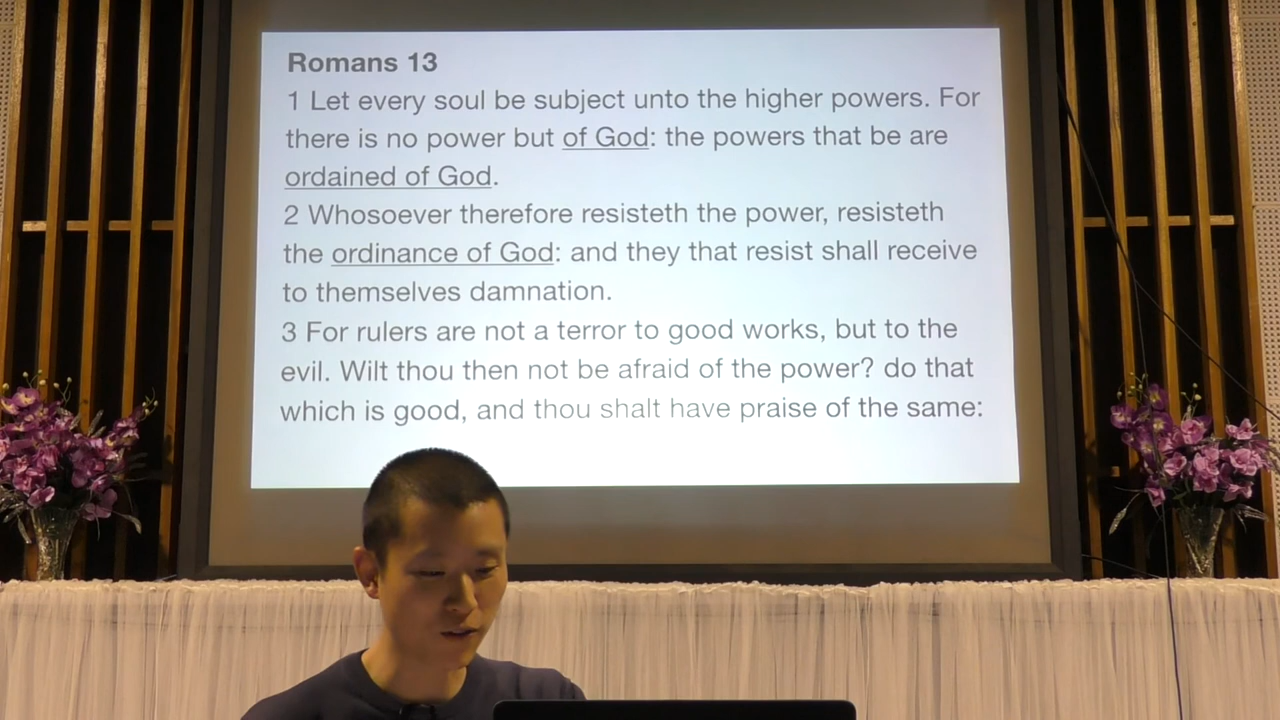 Romans 13
1 Let every soul be subject unto the higher powers. For
there is no power but of God: the powers that be are
ordained of God.
2 Whosoever therefore resisteth the power, resisteth
the ordinance of God: and they that resist shall receive
to themselves damnation.
3 For rulers are not a terror to good works, but to the
evil. Wilt thou then not be afraid of the power? do that
which is good, and thou shalt have praise of the same: